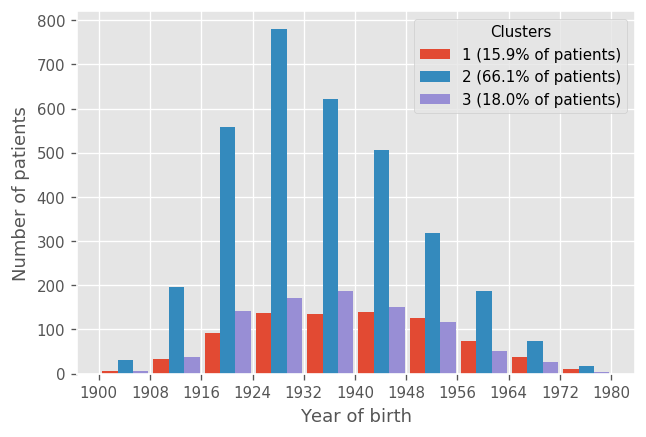 Clusters
1 (15.9% of patients)
2 (66.1% of patients)
3 (18.0% of patients)
Number of patients
800
700
600
500
400
300
200
100
0
1900 1908 1916 1924 1932 1940 1948 1956 1964 1972 1980
Year of birth